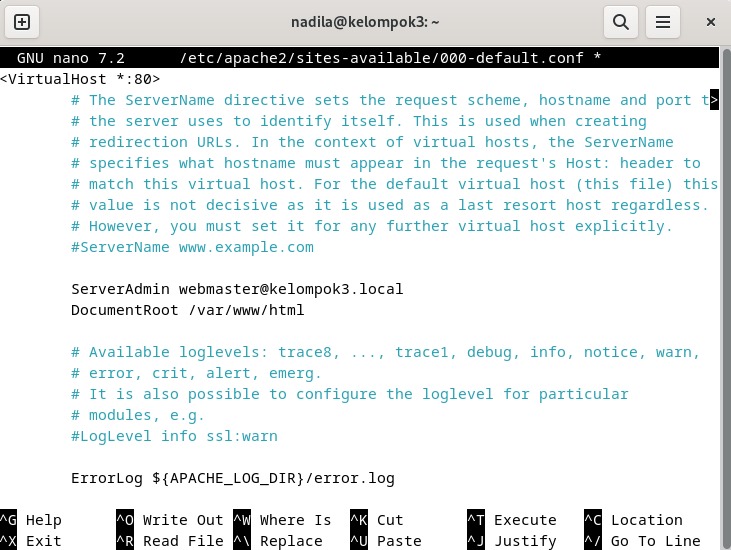 nadila@kelompok3: ~
GNU nano 7.2 /etc/apache2/sites-available/000-default.conf *
<VirtualHost *:80>
# The ServerName directive sets the request scheme, hostname and port t>
# the server uses to identify itself. This is used when creating
# redirection URLs. In the context of virtual hosts, the ServerName
# specifies what hostname must appear in the request's Host: header to
# match this virtual host. For the default virtual host (this file) this
# value is not decisive as it is used as a last resort host regardless.
# However, you must set it for any further virtual host explicitly.
#ServerName www.example.com
ServerAdmin webmaster@kelompok3.local
DocumentRoot /var/www/html
# Available loglevels: trace8, ..., trace1, debug, info, notice, warn,
# error, crit, alert, emerg.
# It is also possible to configure the loglevel for particular
# modules, e.g.
#LogLevel info ssl:warn
ErrorLog ${APACHE_LOG_DIR}/error.log
^G Help ^O Write Out ^W Where Is ^K Cut ^T Execute ^C Location
^X Exit ^R Read File ^\ Replace ^U Paste ^J Justify ^/ Go To Line